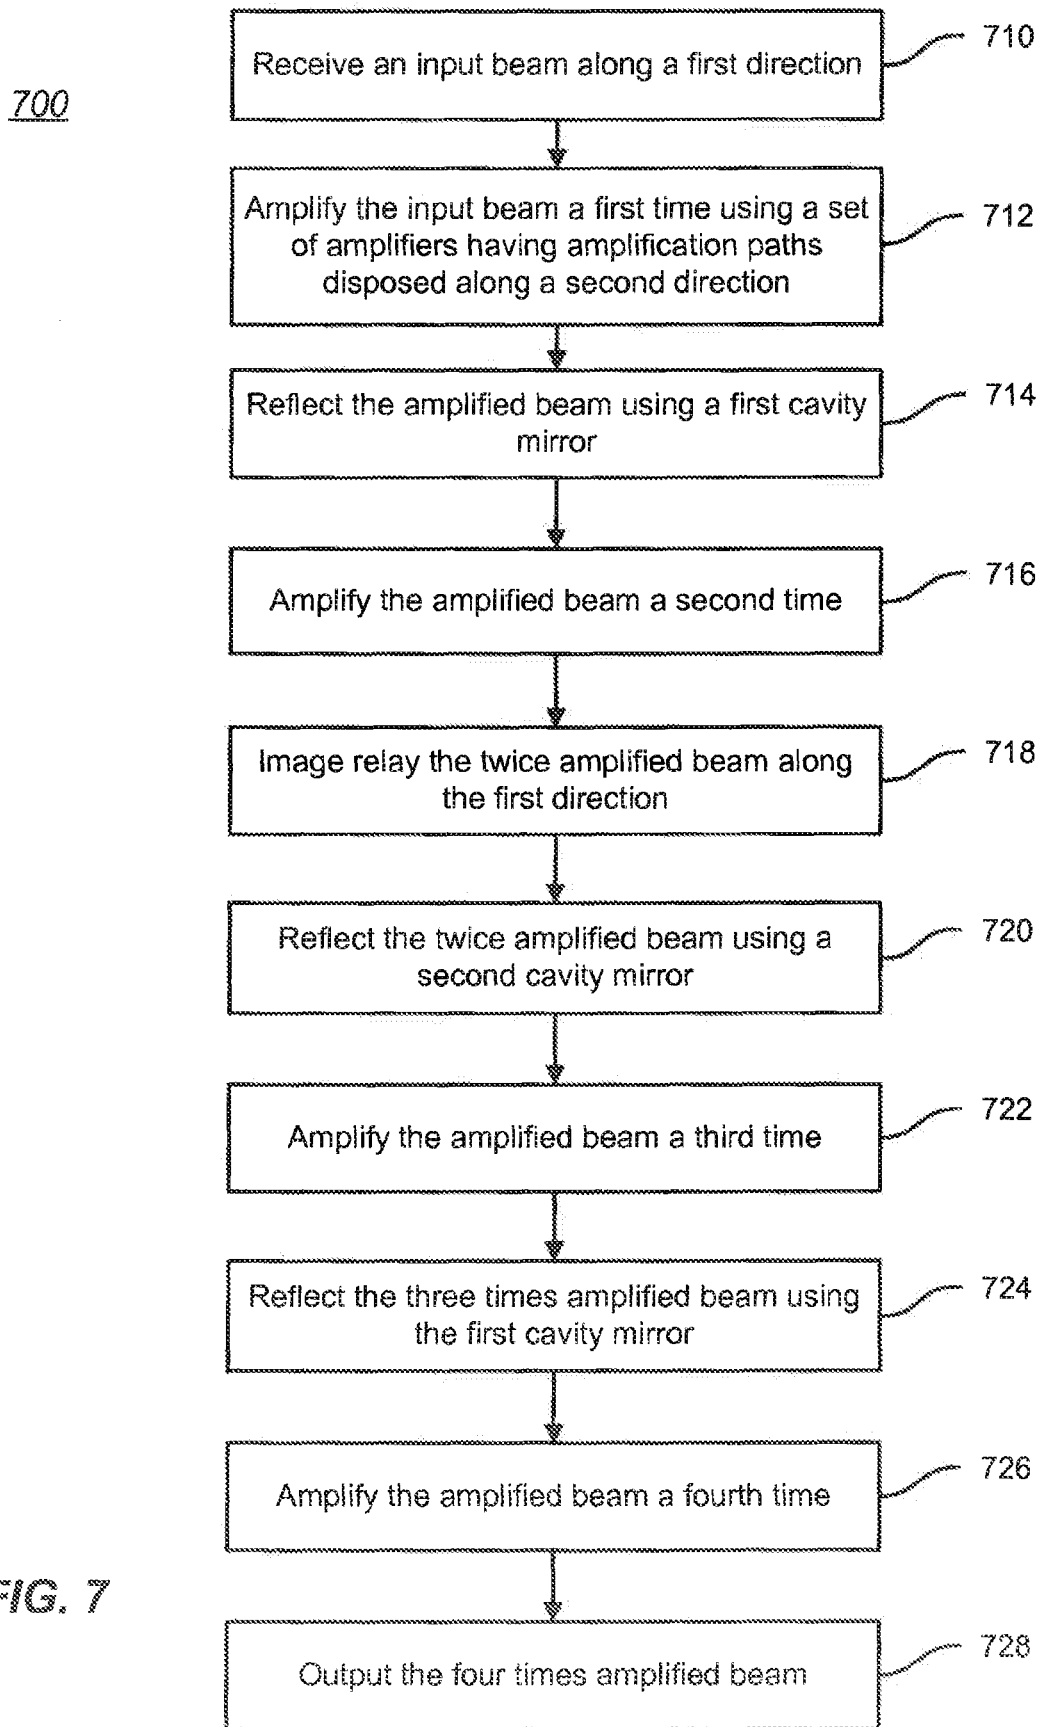 700
Receive an input beam along a first direction
710
Amplify the input beam a first time using a set
of amplifiers having amplification paths
disposed along a second direction
712
Reflect the amplified beam using a first cavity
mirror
714
Amplify the amplified beam a second time
716
Image relay the twice amplified beam along
the first direction
718
Reflect the twice amplified beam using a
second cavity mirror
720
Amplify the amplified beam a third time
722
Reflect the three times amplified beam using
the first cavity mirror
724
Amplify the amplified beam a fourth time
726
Output the four times amplified beam
728
FIG. 7